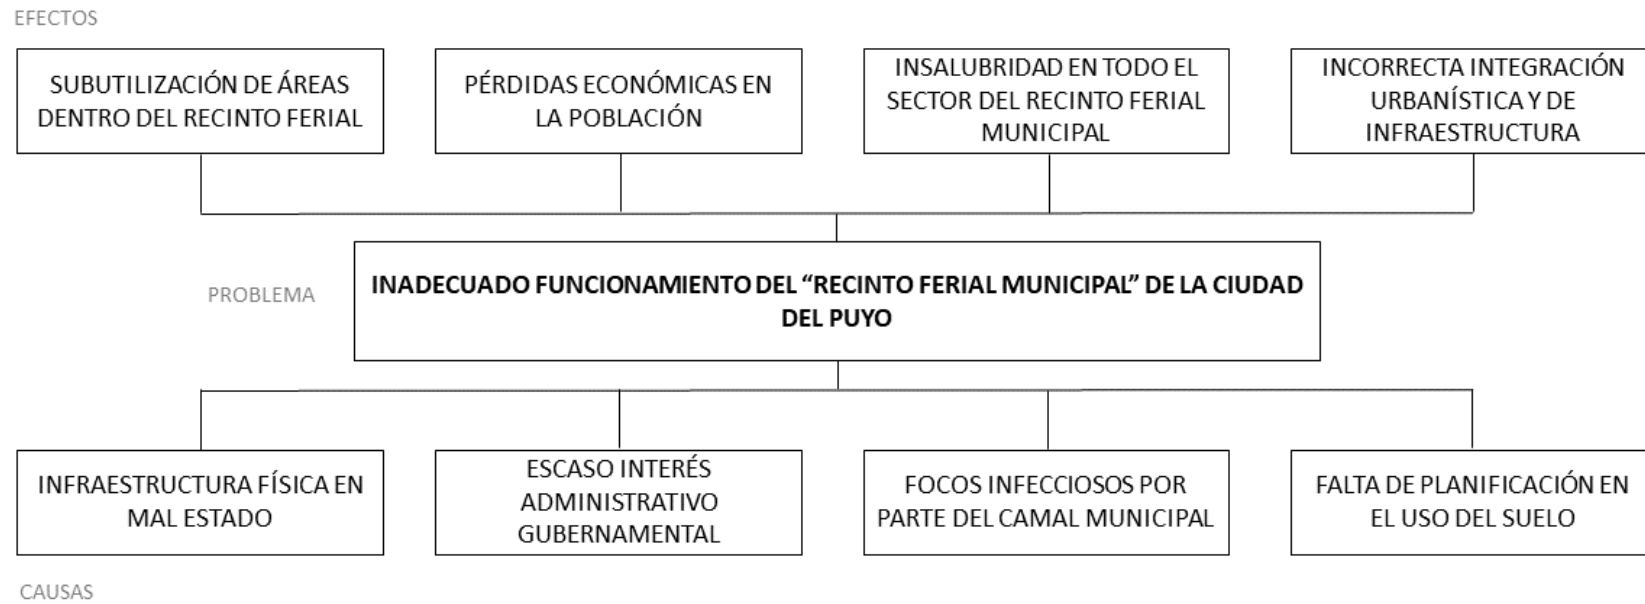 EFECTOS
SUBUTILIZACIÓN DE ÁREAS
DENTRO DEL RECINTO FERIAL
PÉRDIDAS ECONÓMICAS EN
LA POBLACIÓN
INSALUBRIDAD EN TODO EL
SECTOR DEL RECINTO FERIAL
MUNICIPAL
INCORRECTA INTEGRACIÓN
URBANÍSTICA Y DE
INFRAESTRUCTURA
PROBLEMA
INADECUADO FUNCIONAMIENTO DEL “RECINTO FERIAL MUNICIPAL” DE LA CIUDAD
DEL PUYO
INFRAESTRUCTURA FÍSICA EN
MAL ESTADO
ESCASO INTERÉS
ADMINISTRATIVO
GUBERNAMENTAL
FOCOS INFECCIOSOS POR
PARTE DEL CAMAL MUNICIPAL
FALTA DE PLANIFICACIÓN EN
EL USO DEL SUELO
CAUSAS